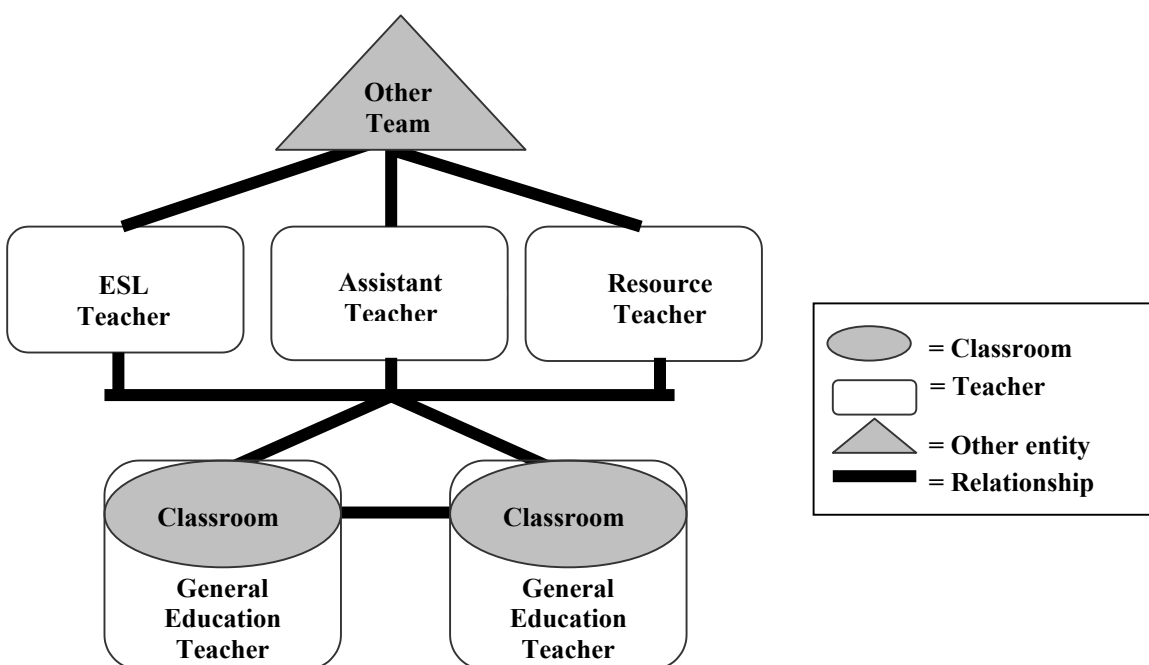 Other
Team
ESL
Teacher
Assistant
Teacher
Resource
Teacher
= Classroom
= Teacher
= Other entity
= Relationship
Classroom
Classroom
General
Education
Teacher
General
Education
Teacher